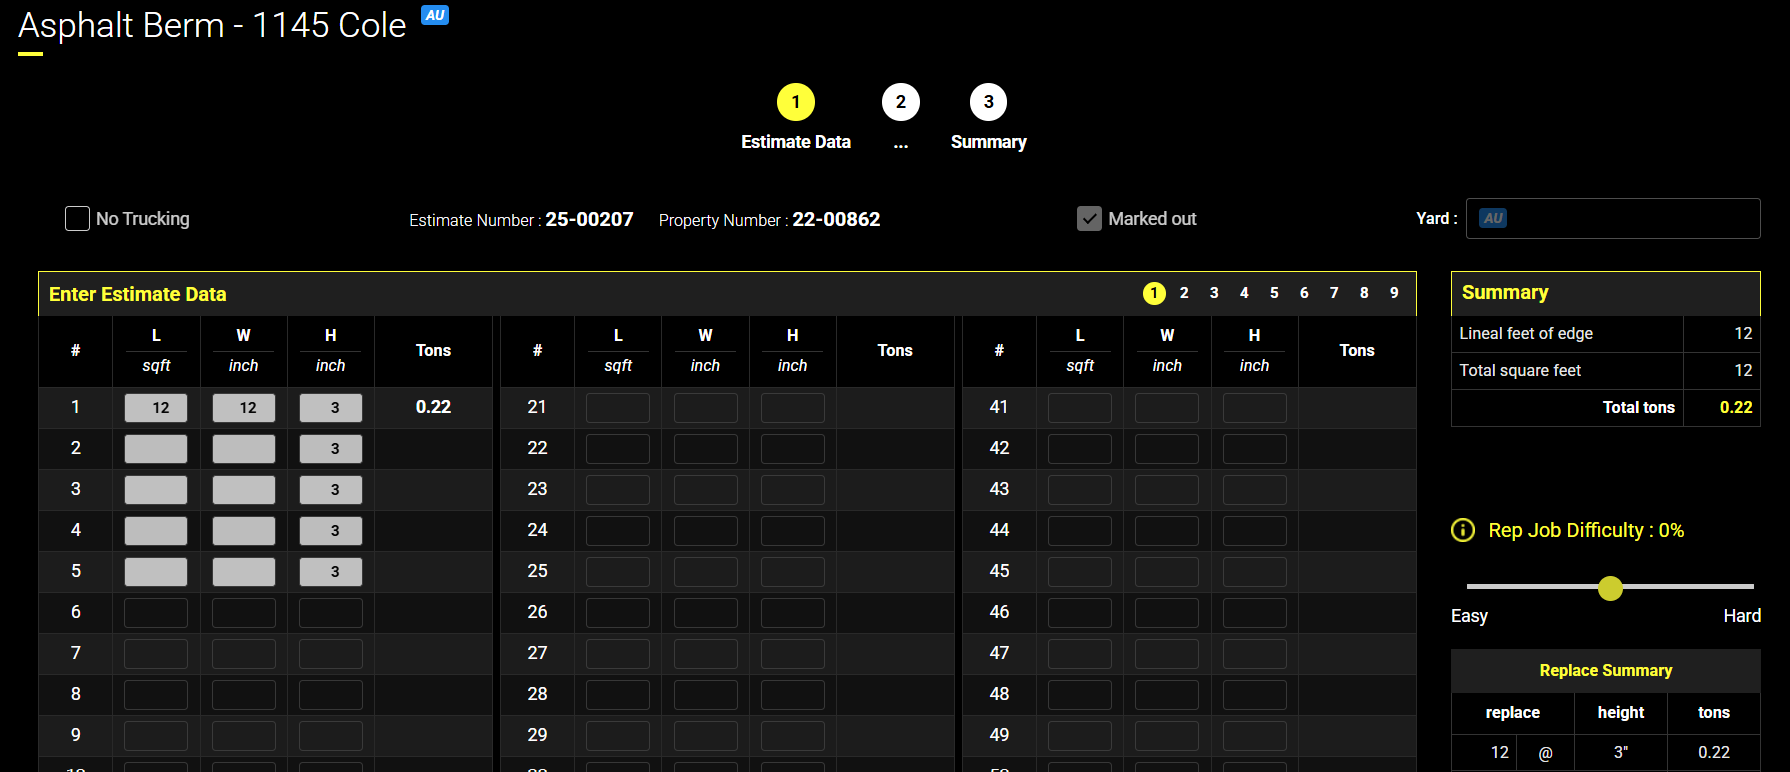 Asphalt Berm - 1145 Cole AU
1 2 3
Estimate Data ... Summary
No Trucking Estimate Number : 25-00207 Property Number : 22-00862 Marked out Yard : AU
Enter Estimate Data 1 2 3 4 5 6 7 8 9
# L W H Tons # L W H Tons # L W H Tons
sqft inch inch sqft inch inch sqft inch inch
1 12 12 3 0.22 21 41
2 3 22 42
3 3 23 43
4 3 24 44
5 3 25 45
6 26 46
7 27 47
8 28 48
9 29 49
Summary
Lineal feet of edge 12
Total square feet 12
Total tons 0.22
Rep Job Difficulty : 0%
Easy Hard
Replace Summary
replace height tons
12 @ 3" 0.22